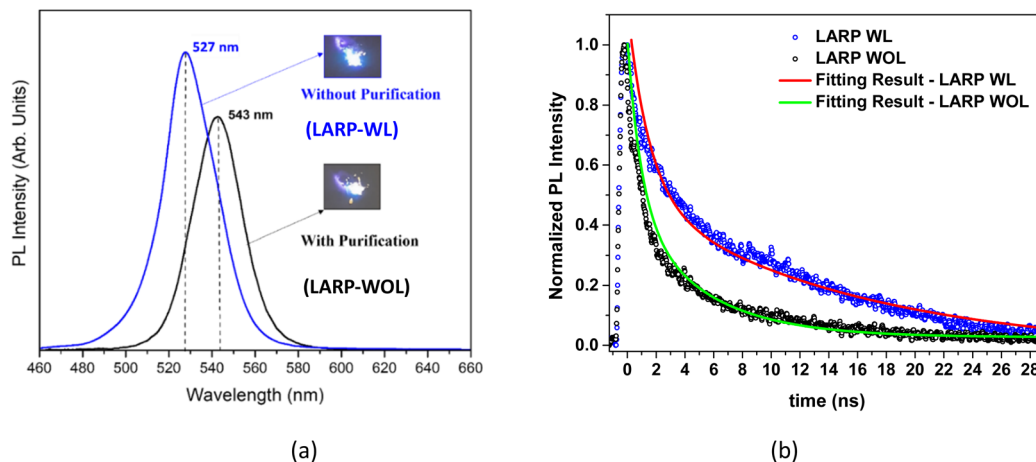 527 nm
Without Purification
(LARP-WL)
543 nm
With Purification
(LARP-WOL)
PL Intensity (Arb. Units)
460 480 500 520 540 560 580 600 620 640 660
Wavelength (nm)
(a)
LARP WL
LARP WOL
Fitting Result - LARP WL
Fitting Result - LARP WOL
Normalized PL Intensity
1.0
0.8
0.6
0.4
0.2
0.0
0 2 4 6 8 10 12 14 16 18 20 22 24 26 28
time (ns)
(b)